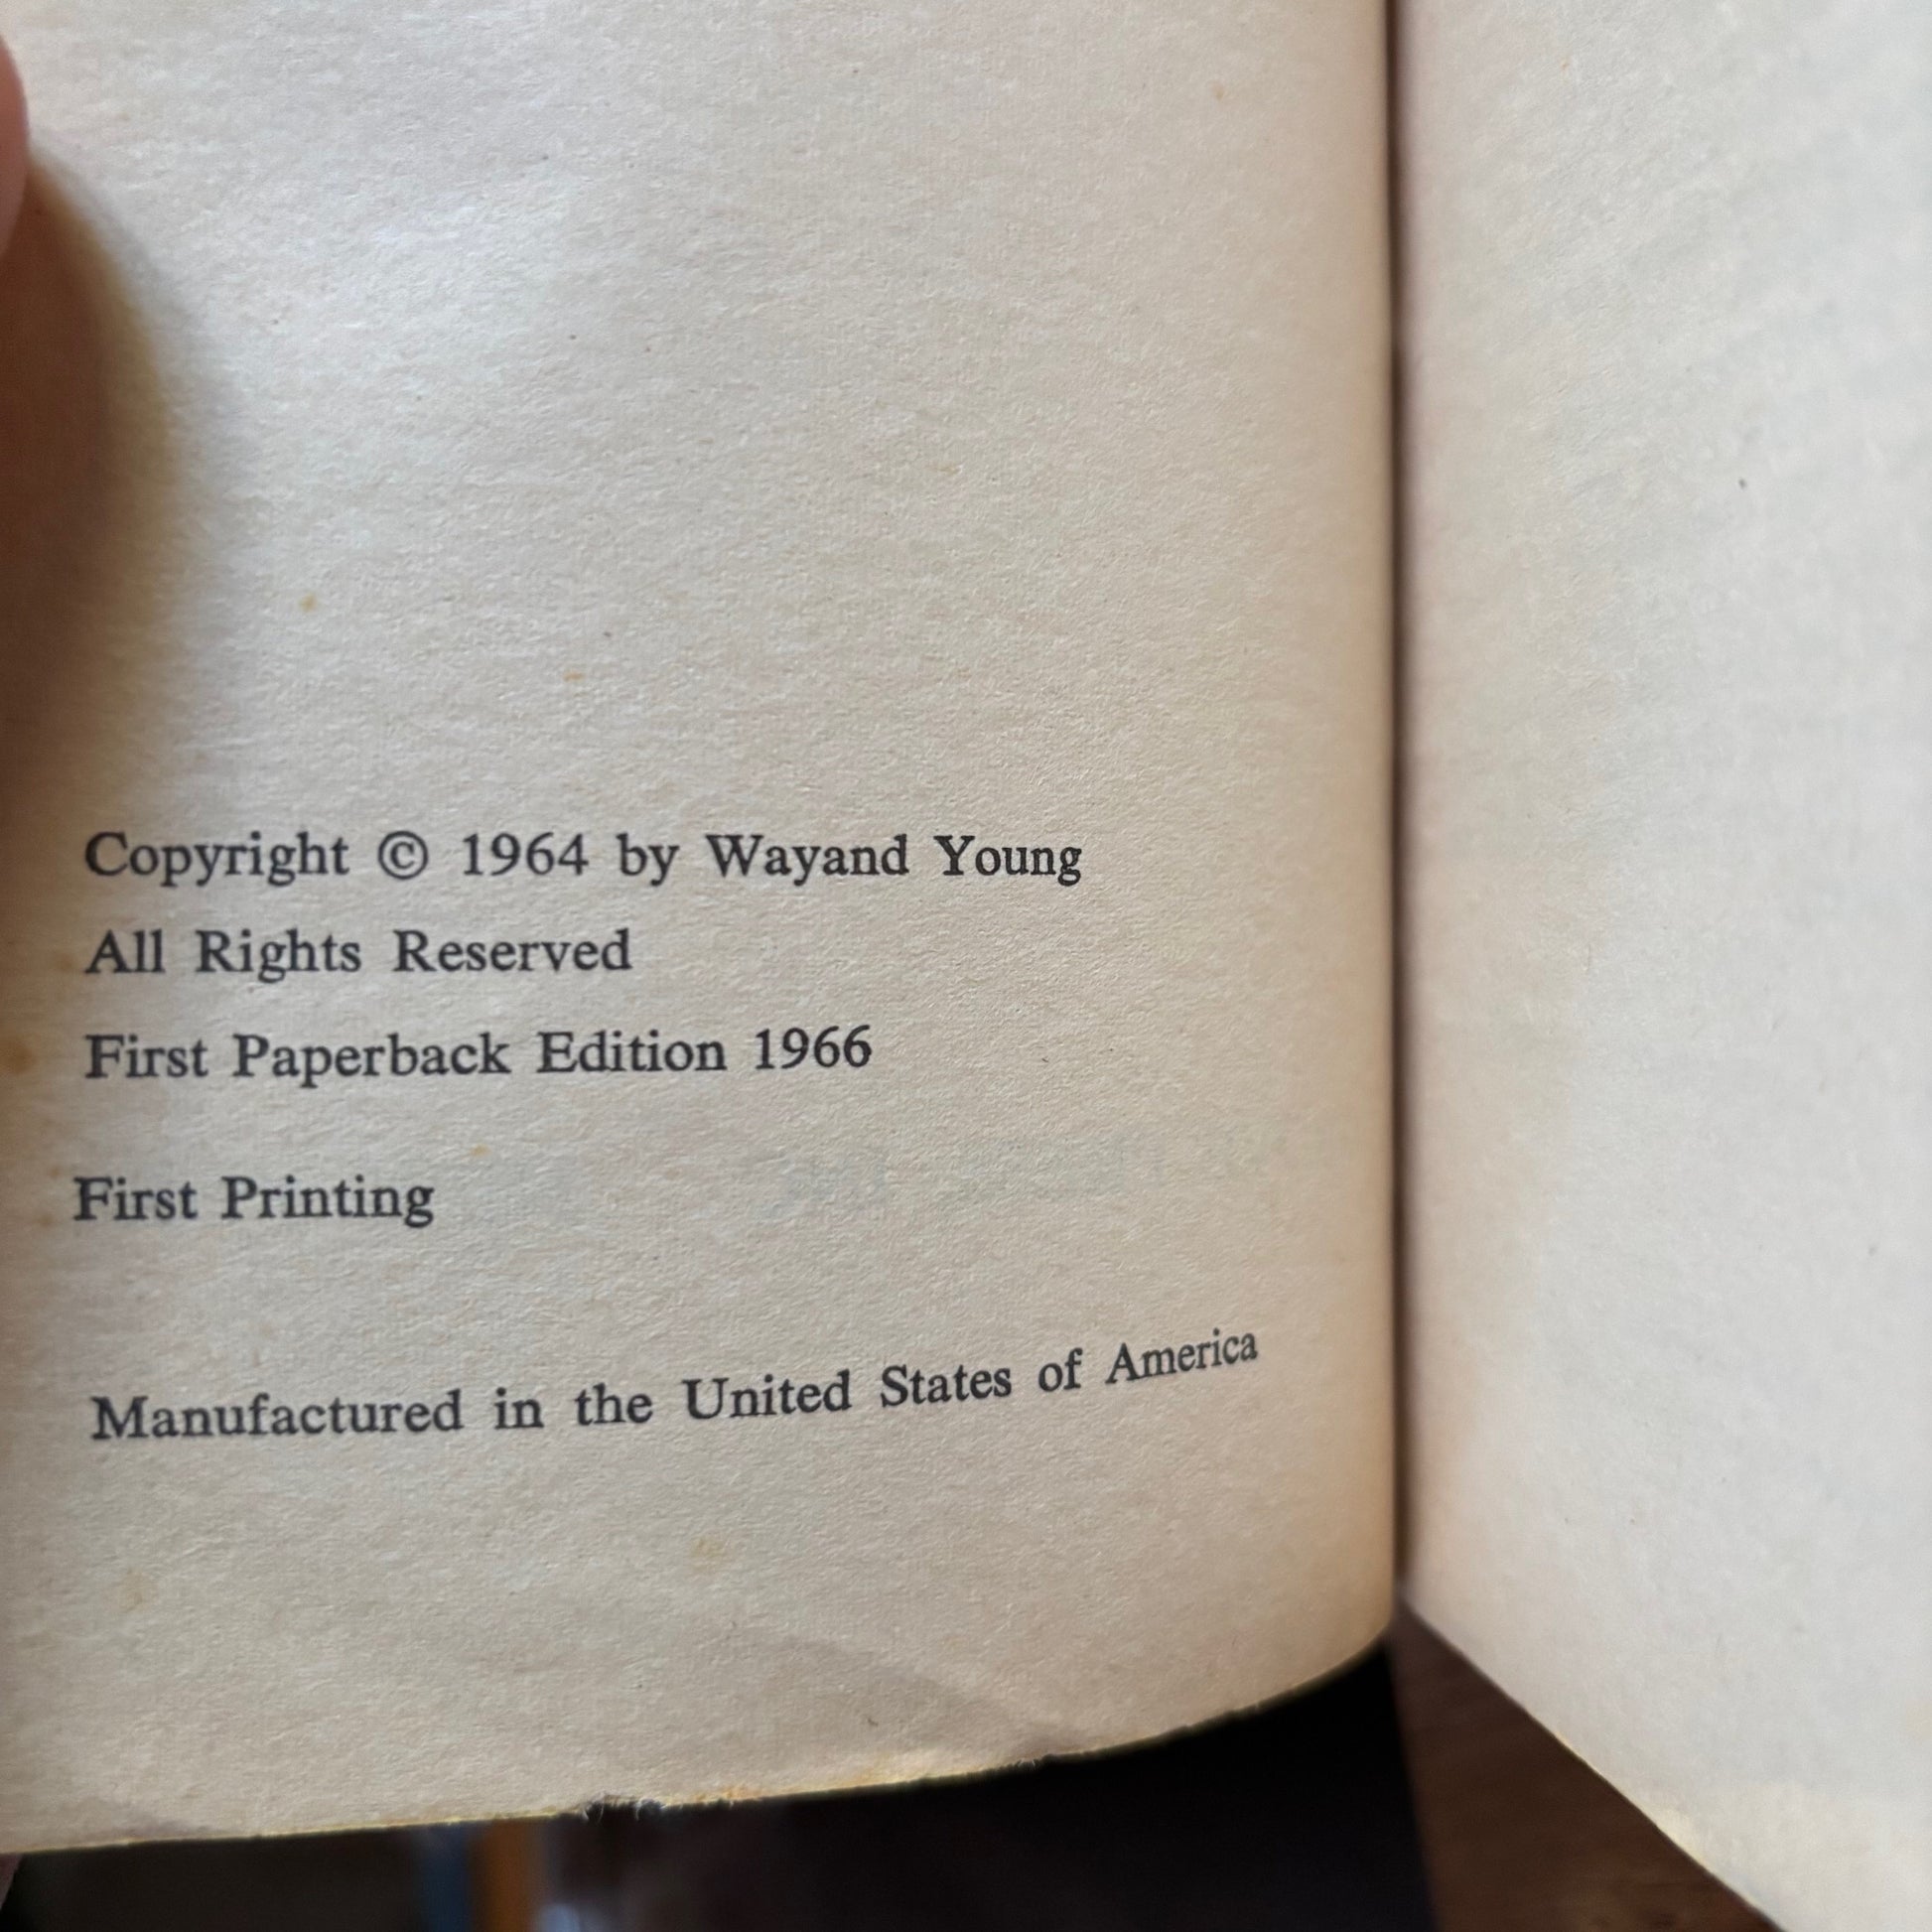 Copyright © 1964 by Wayand Young
All Rights Reserved
First Paperback Edition 1966
First Printing
Manufactured in the United States of America